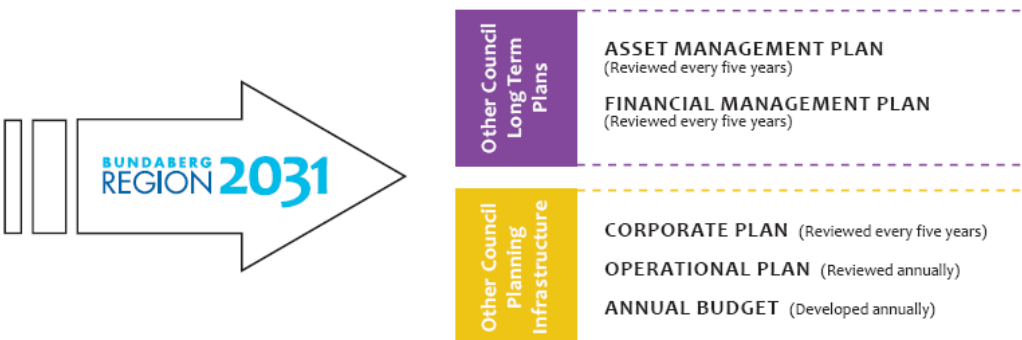 BUNDABERG
REGION 2031
Other Council
Long Term
Plans
ASSET MANAGEMENT PLAN
(Reviewed every five years)
FINANCIAL MANAGEMENT PLAN
(Reviewed every five years)
Other Council
Planning
Infrastructure
CORPORATE PLAN (Reviewed every five years)
OPERATIONAL PLAN (Reviewed annually)
ANNUAL BUDGET (Developed annually)